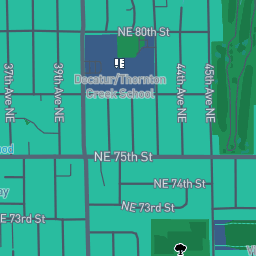 NE 80th St
Decatur/Thornton
Creek School
37th Ave NE
39th Ave NE
44th Ave NE
45th Ave NE
NE 75th St
NE 74th St
NE 73rd St
NE 73rd St